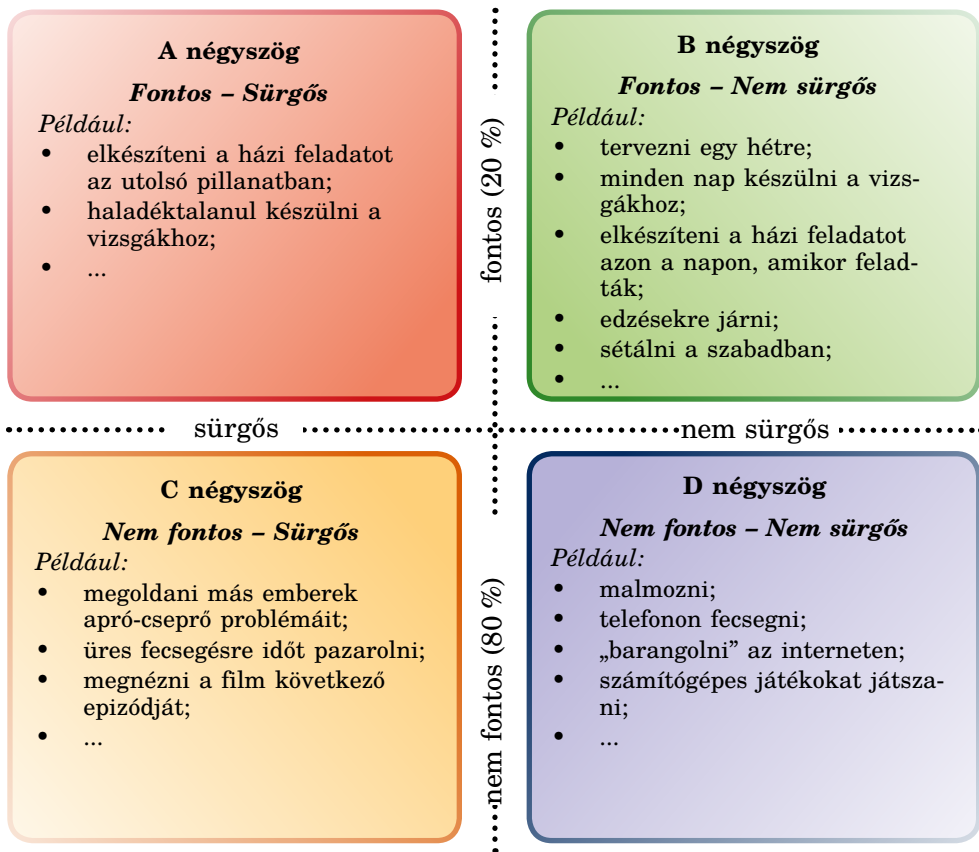 A négyszög
Fontos – Sürgős
Például:
• elkészíteni a házi feladatot
az utolsó pillanatban;
• haladéktalanul készülni a
vizsgákhoz;
• ...
fontos (20 %)
B négyszög
Fontos – Nem sürgős
Például:
• tervezni egy hétre;
• minden nap készülni a vizs-
gákhoz;
• elkészíteni a házi feladatot
azon a napon, amikor felad-
ták;
• edzésekre járni;
• sétálni a szabadban;
• ...
sürgős
nem sürgős
C négyszög
Nem fontos – Sürgős
Például:
• megoldani más emberek
apró-cseprő problémáit;
• üres fecsegésre időt pazarolni;
• megnézni a film következő
epizódját;
• ...
nem fontos (80 %)
D négyszög
Nem fontos – Nem sürgős
Például:
• malmozni;
• telefonon fecsegni;
• „barangolni” az interneten;
• számítógépes játékokat játsza-
ni;
• ...